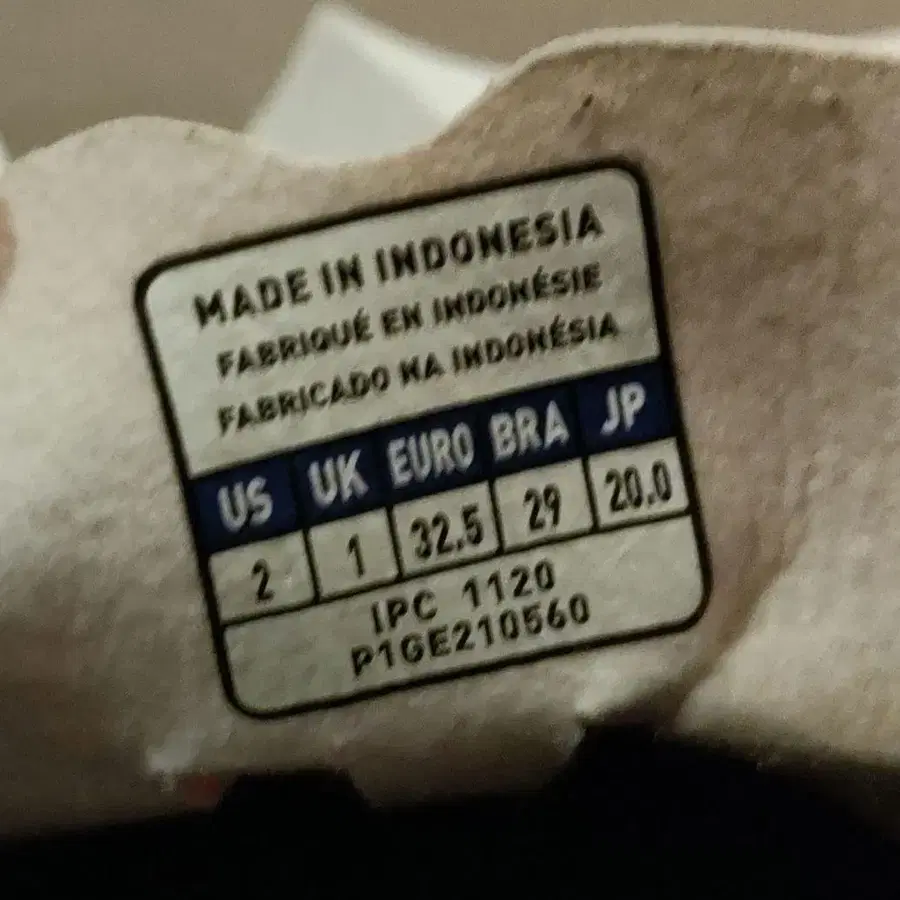 MADE IN INDONESIA
FABRIQUÉ EN INDONÉSIE
FABRICADO NA INDONÉSIA
US UK EURO BRA JP
2 1 32.5 29 20.0
IPC 1120
P1GE210560